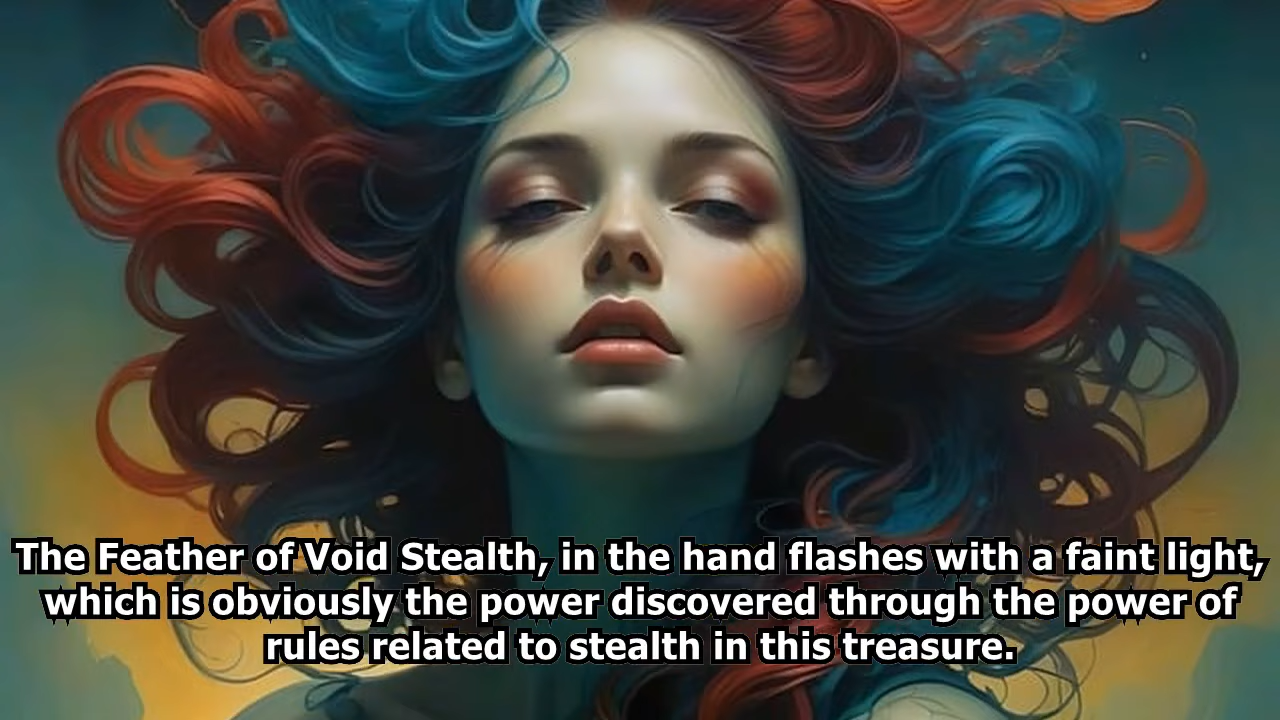 The Feather of Void Stealth, in the hand flashes with a faint light,
which is obviously the power discovered through the power of
rules related to stealth in this treasure.